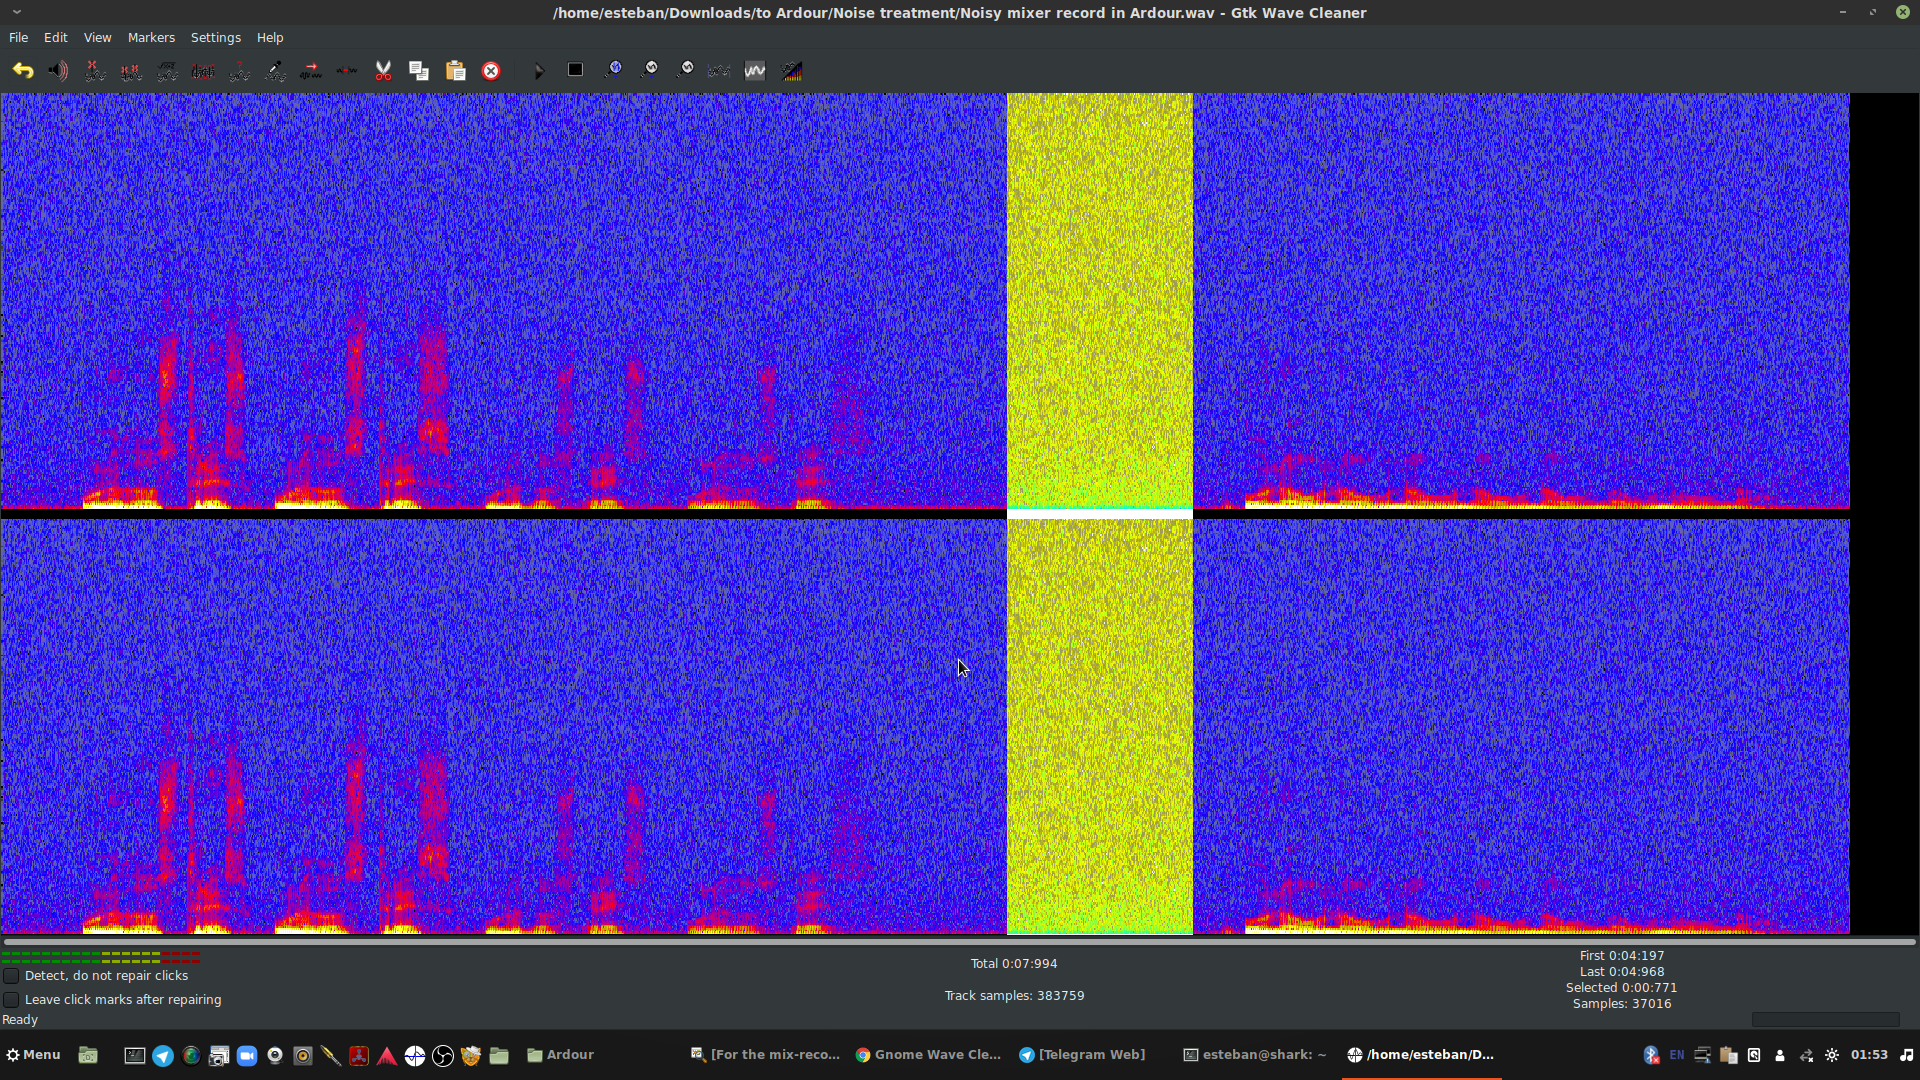 /home/esteban/Downloads/to Ardour/Noise treatment/Noisy mixer record in Ardour.wav - Gtk Wave Cleaner
File Edit View Markers Settings Help
Detect, do not repair clicks
Leave click marks after repairing
Ready
Total 0:07:994
Track samples: 383759
First 0:04:197
Last 0:04:968
Selected 0:00:771
Samples: 37016
Menu Ardour [For the mix-reco... Gnome Wave Cle... [Telegram Web] esteban@shark: ~ /home/esteban/D... EN 01:53